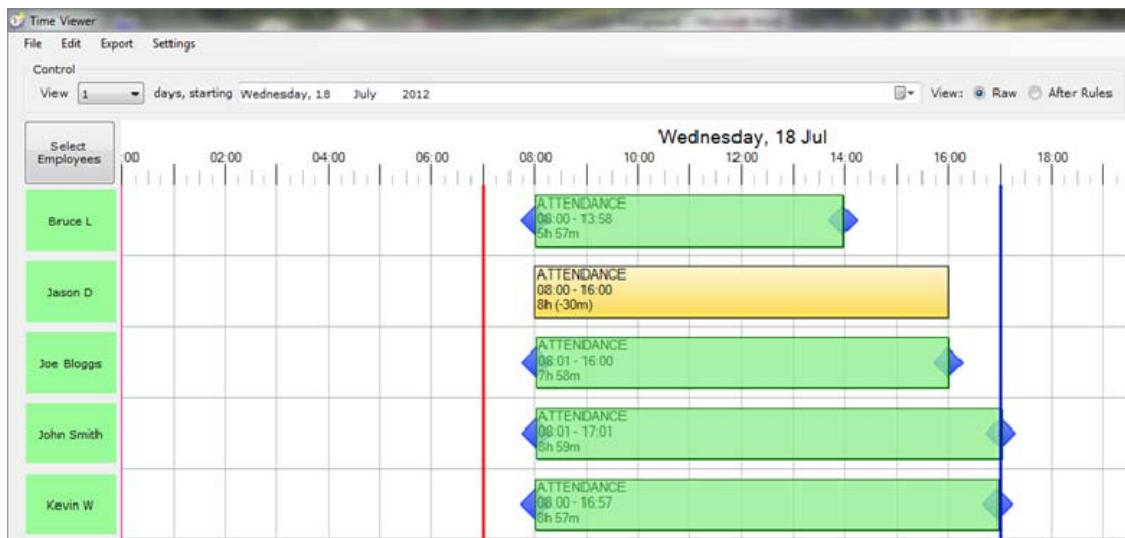 Time Viewer
File Edit Export Settings
Control
View 1 days, starting Wednesday, 18 July 2012 View: Raw After Rules
Select
Employees
Wednesday, 18 Jul
:00 02:00 04:00 06:00 08:00 10:00 12:00 14:00 16:00 18:00
Bruce L
ATTENDANCE
08:00 - 13:58
5h 57m
Jason D
ATTENDANCE
08:00 - 16:00
8h (-30m)
Joe Bloggs
ATTENDANCE
08:01 - 16:00
7h 58m
John Smith
ATTENDANCE
08:01 - 17:01
8h 59m
Kevin W
ATTENDANCE
08:00 - 16:57
8h 57m